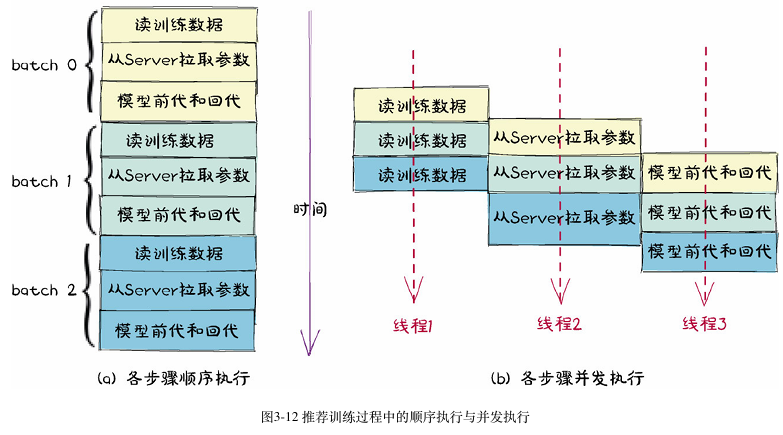 batch 0
读训练数据
从Server拉取参数
模型前代和回代
batch 1
读训练数据
从Server拉取参数
模型前代和回代
batch 2
读训练数据
从Server拉取参数
模型前代和回代
时间
(a) 各步骤顺序执行
读训练数据
读训练数据
读训练数据
线程1
从Server拉取参数
从Server拉取参数
从Server拉取参数
线程2
模型前代和回代
模型前代和回代
模型前代和回代
线程3
(b) 各步骤并发执行
图3-12 推荐训练过程中的顺序执行与并发执行